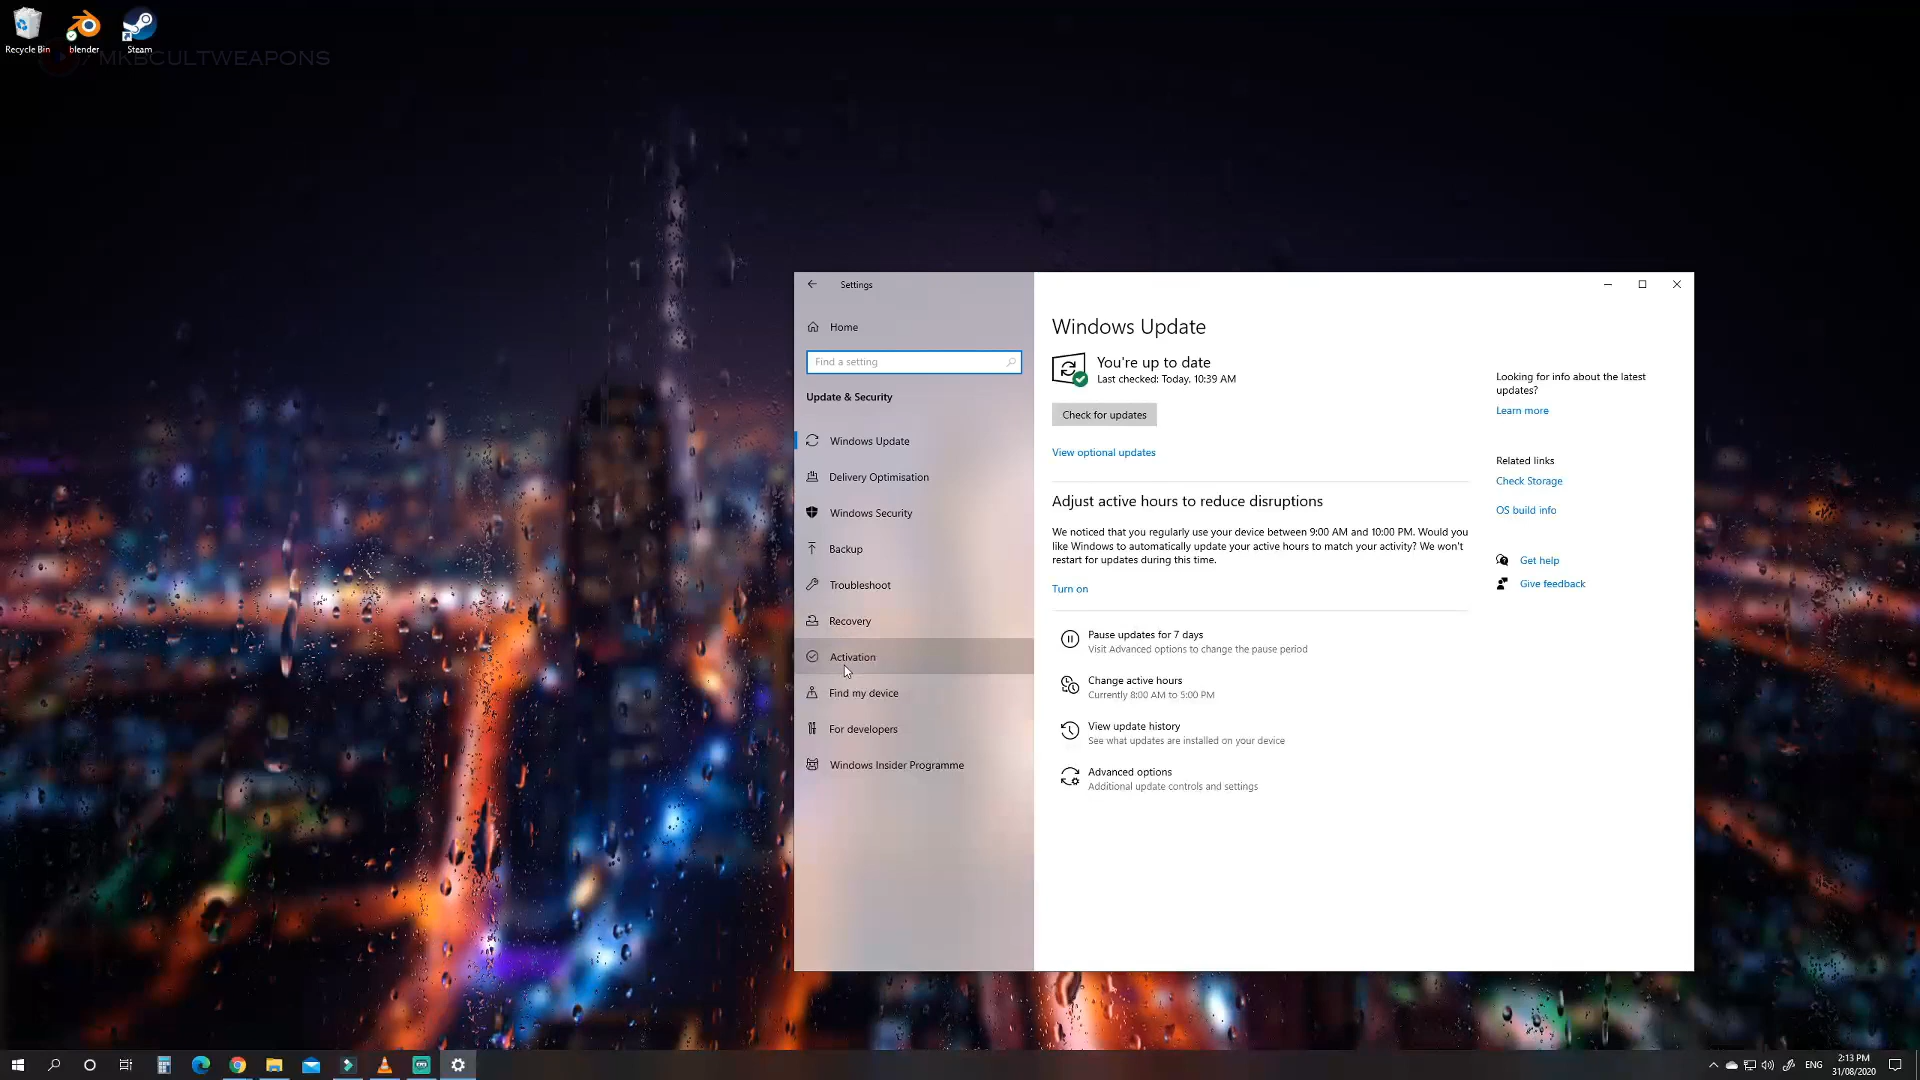 Recycle Bin
blender
Steam
/MKBCULTWEAPONS
Settings
Home
Find a setting
Update & Security
Windows Update
Delivery Optimisation
Windows Security
Backup
Troubleshoot
Recovery
Activation
Find my device
For developers
Windows Insider Programme
Windows Update
You're up to date
Last checked: Today, 10:39 AM
Check for updates
View optional updates
Adjust active hours to reduce disruptions
We noticed that you regularly use your device between 9:00 AM and 10:00 PM. Would you
like Windows to automatically update your active hours to match your activity? We won't
restart for updates during this time.
Turn on
Pause updates for 7 days
Visit Advanced options to change the pause period
Change active hours
Currently 8:00 AM to 5:00 PM
View update history
See what updates are installed on your device
Advanced options
Additional update controls and settings
Looking for info about the latest
updates?
Learn more
Related links
Check Storage
OS build info
Get help
Give feedback
ENG
2:13 PM
31/08/2020